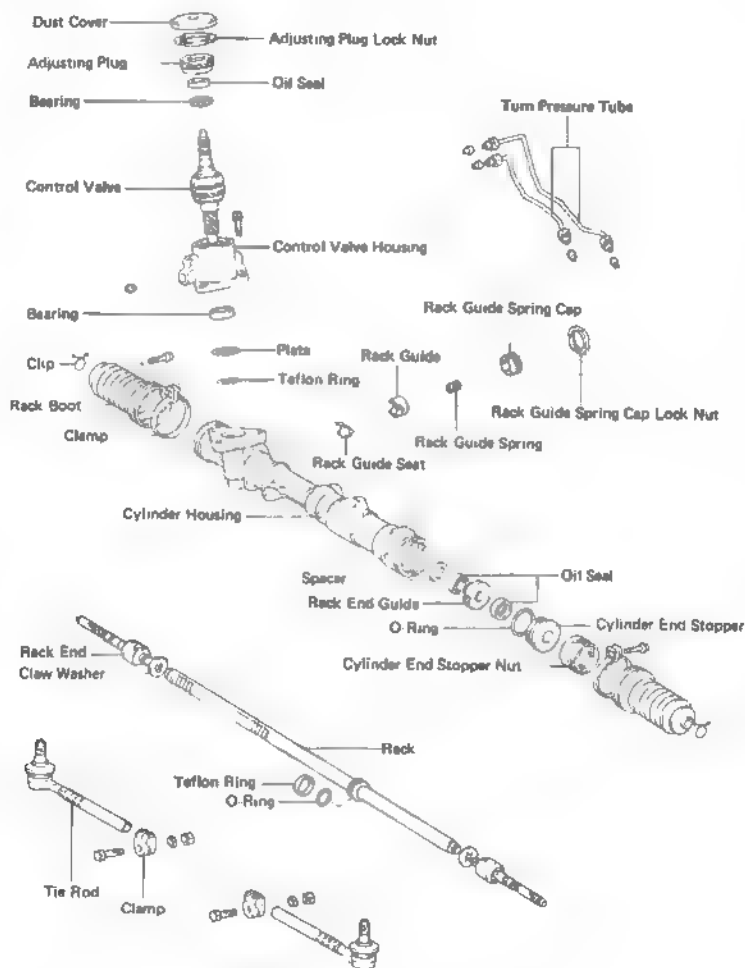 Dust Cover
Adjusting Plug Lock Nut
Adjusting Plug
Oil Seal
Bearing
Turn Pressure Tube
Control Valve
Control Valve Housing
Bearing
Rack Guide Spring Cap
Plate
Rack Guide
Clip
Teflon Ring
Rack Boot
Rack Guide Spring Cap Lock Nut
Clamp
Rack Guide Spring
Rack Guide Seat
Cylinder Housing
Spacer
Oil Seal
Rack End Guide
O-Ring
Cylinder End Stopper
Rack End
Claw Washer
Cylinder End Stopper Nut
Rack
Teflon Ring
O-Ring
Tie Rod
Clamp